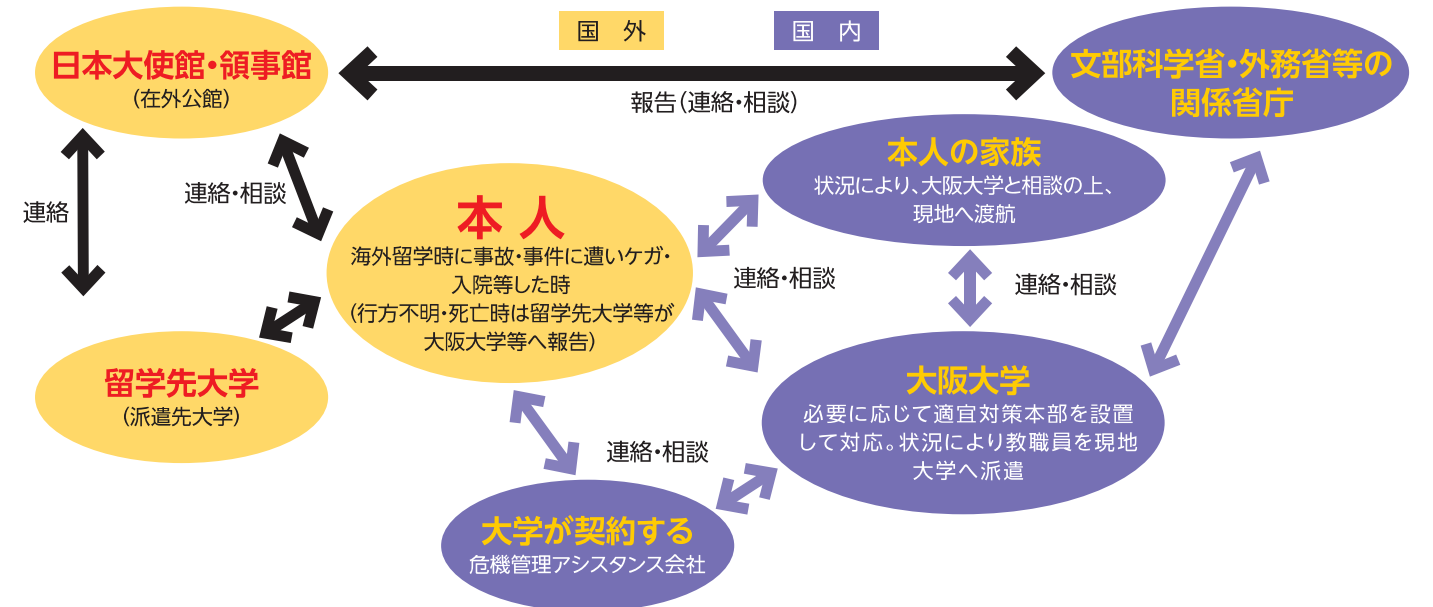 国　外
国　内
日本大使館・領事館
(在外公館)
報告(連絡・相談)
文部科学省・外務省等の
関係省庁
本人の家族
状況により、大阪大学と相談の上、
現地へ渡航
連絡
連絡・相談
本 人
海外留学時に事故・事件に遭いケガ・
入院等した時
(行方不明・死亡時は留学先大学等が
大阪大学等へ報告)
連絡・相談
連絡・相談
留学先大学
(派遣先大学)
大阪大学
必要に応じて適宜対策本部を設置
して対応。状況により教職員を現地
大学へ派遣
連絡・相談
大学が契約する
危機管理アシスタンス会社